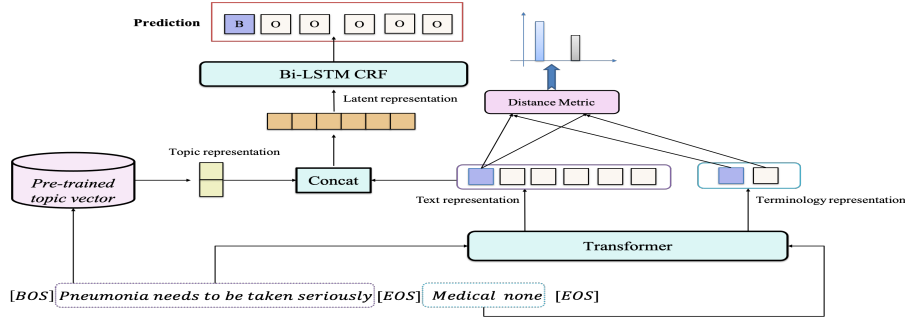 Prediction
B O O O O O
Bi-LSTM CRF
Latent representation
Distance Metric
Topic representation
Pre-trained
topic vector
Concat
Text representation
Terminology representation
Transformer
[BOS] Pneumonia needs to be taken seriously [EOS] Medical none [EOS]